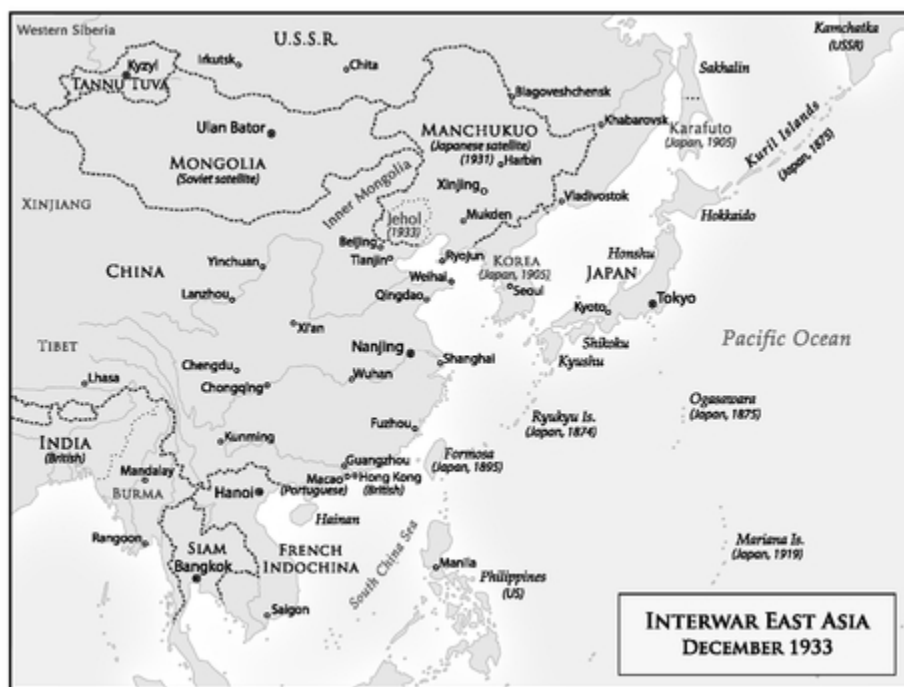 Western Siberia
U.S.S.R.
Kamchatka
(USSR)
Kyzyl
TANNU TUVA
Irkutsk
Chita
Sakhalin
Blagoveshchensk
Ulan Bator
MONGOLIA
(Soviet satellite)
MANCHUKUO
(Japanese satellite)
(1931)
Harbin
Khabarovsk
Karafuto
(Japan, 1905)
Kuril Islands
(Japan, 1875)
XINJIANG
Inner Mongolia
Xinjing
Mukden
Vladivostok
Hokkaido
Jehol
(1933)
Beijing
Tianjin
Ryojun
KOREA
(Japan, 1905)
Seoul
Honshu
JAPAN
CHINA
Yinchuan
Lanzhou
Weihai
Qingdao
Kyoto
Tokyo
Xi'an
Shikoku
Kyushu
Pacific Ocean
TIBET
Nanjing
Shanghai
Lhasa
Chengdu
Chongqing
Wuhan
Ogasawara
(Japan, 1875)
Ryukyu Is.
(Japan, 1874)
INDIA
(British)
Kunming
Fuzhou
Formosa
(Japan, 1895)
Guangzhou
Mandalay
BURMA
Hanoi
Macao
(Portuguese)
Hong Kong
(British)
Hainan
Rangoon
SIAM
Bangkok
FRENCH
INDOCHINA
South China Sea
Mariana Is.
(Japan, 1919)
Manila
Philippines
(US)
Saigon
INTERWAR EAST ASIA
DECEMBER 1933